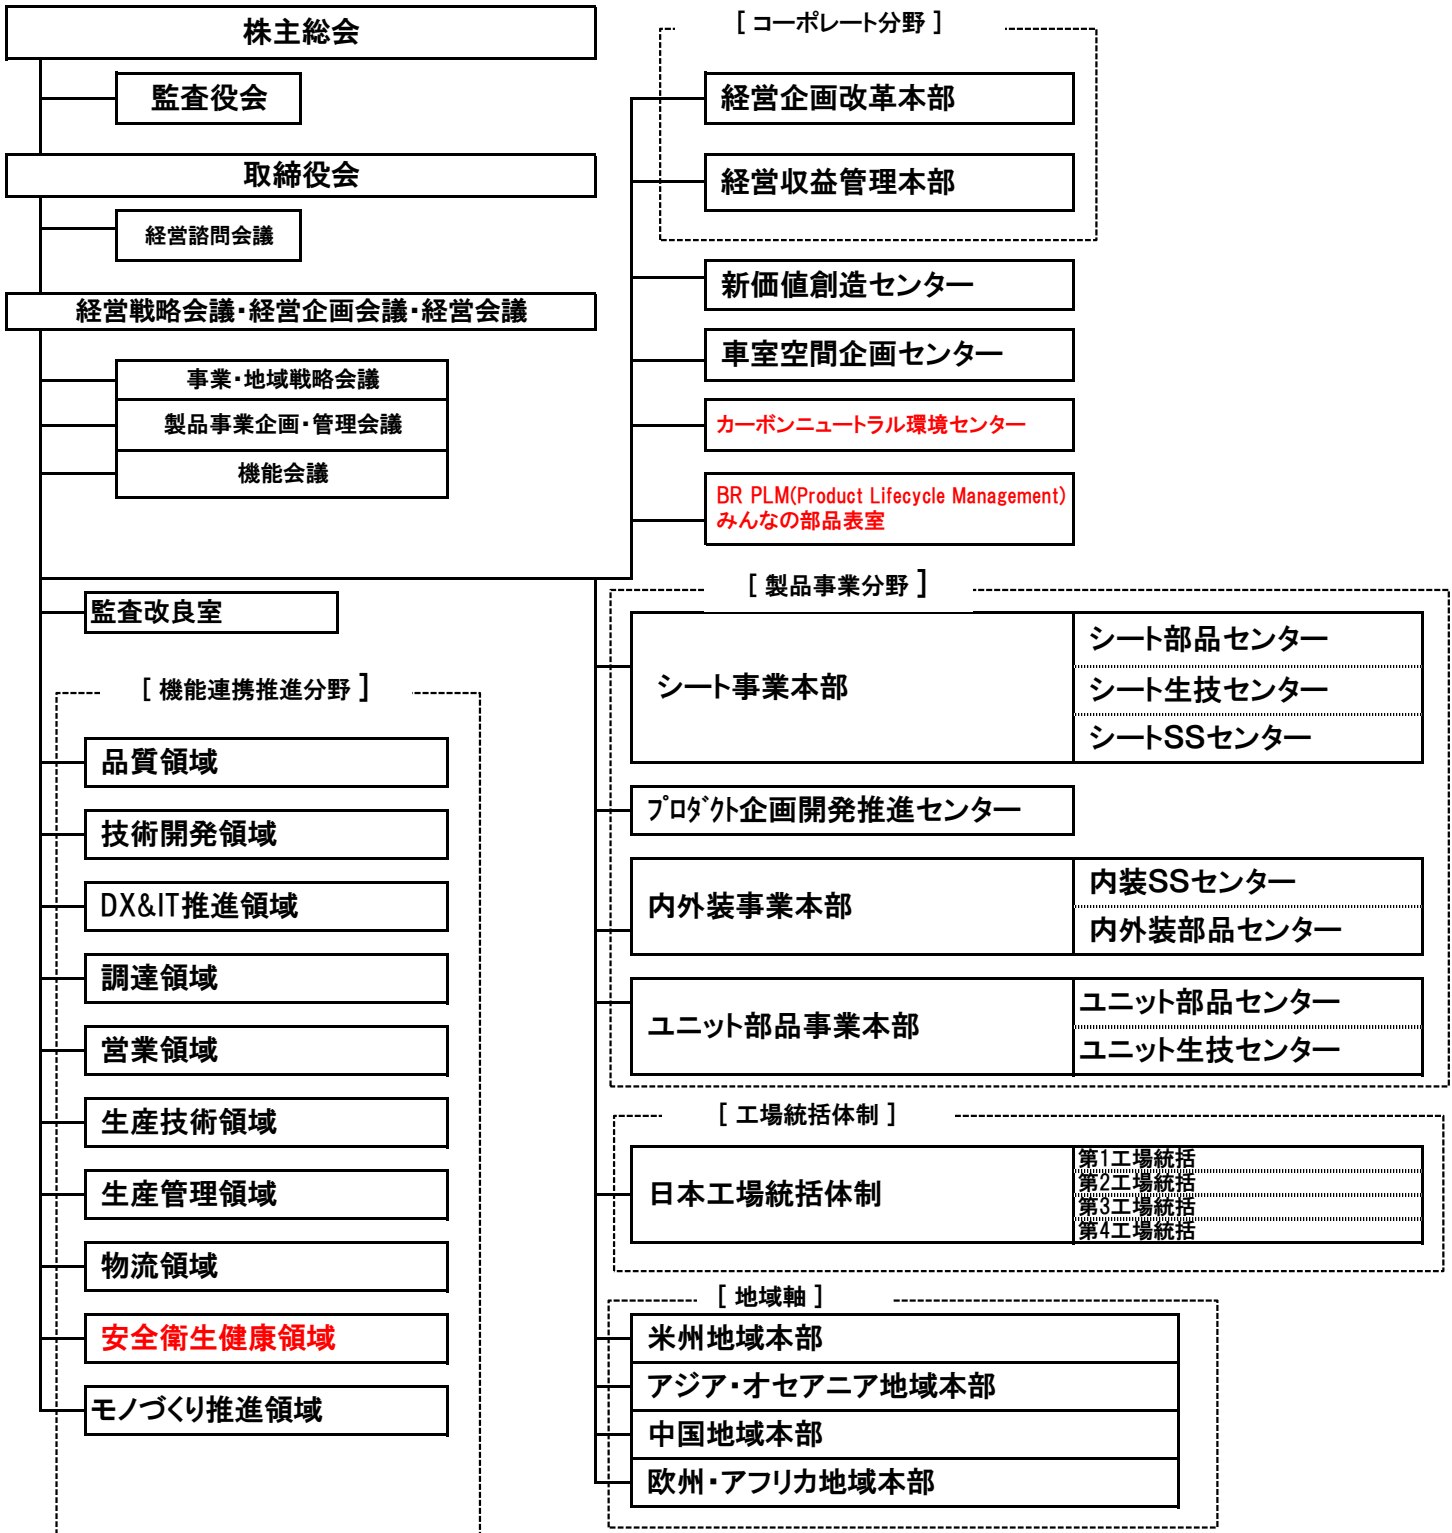 株主総会
監査役会
取締役会
経営諮問会議
経営戦略会議・経営企画会議・経営会議
事業・地域戦略会議
製品事業企画・管理会議
機能会議
[ コーポレート分野 ]
経営企画改革本部
経営収益管理本部
新価値創造センター
車室空間企画センター
カーボンニュートラル環境センター
BR PLM(Product Lifecycle Management)
みんなの部品表室
監査改良室
[ 機能連携推進分野 ]
品質領域
技術開発領域
DX&IT推進領域
調達領域
営業領域
生産技術領域
生産管理領域
物流領域
安全衛生健康領域
モノづくり推進領域
[ 製品事業分野 ]
シート事業本部
シート部品センター
シート生技センター
シートSSセンター
ﾌﾟﾛﾀﾞｸﾄ企画開発推進センター
内外装事業本部
内装SSセンター
内外装部品センター
ユニット部品事業本部
ユニット部品センター
ユニット生技センター
[ 工場統括体制 ]
日本工場統括体制
第1工場統括
第2工場統括
第3工場統括
第4工場統括
[ 地域軸 ]
米州地域本部
アジア・オセアニア地域本部
中国地域本部
欧州・アフリカ地域本部